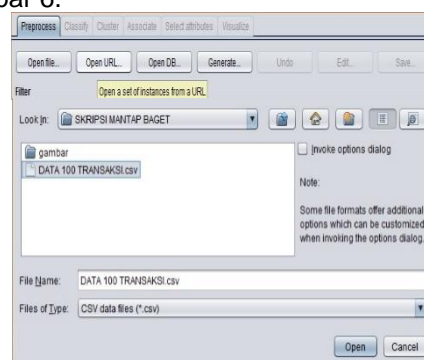 bar 6.
Preprocess Classify Cluster Associate Select attributes Visualize
Open file... Open URL... Open DB... Generate... Undo Edit... Save...
Filter Open a set of instances from a URL
Look In: SKRIPSI MANTAP BAGET
gambar
DATA 100 TRANSAKSI.csv
Invoke options dialog
Note:
Some file formats offer additional
options which can be customized
when invoking the options dialog.
File Name: DATA 100 TRANSAKSI.csv
Files of Type: CSV data files (*.csv)
Open Cancel